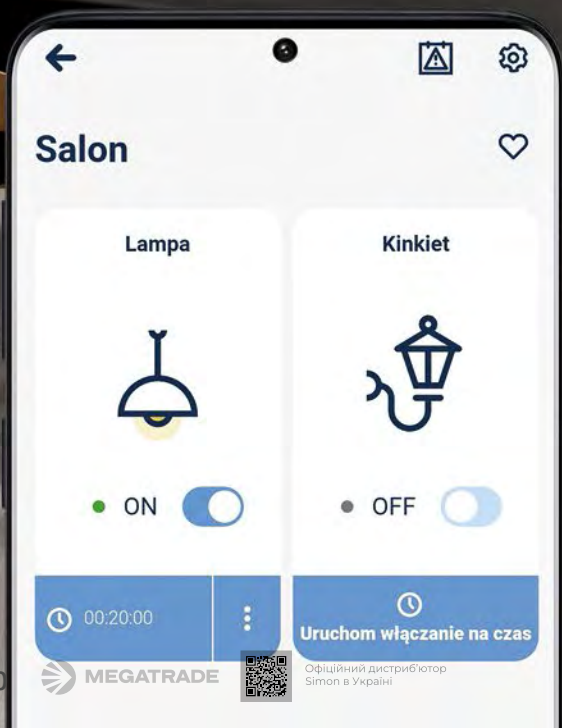 Salon
Lampa
Kinkiet
ON
OFF
00:20:00
Uruchom włączanie na czas
MEGATRADE
Офіційний дистриб'ютор
Simon в Україні